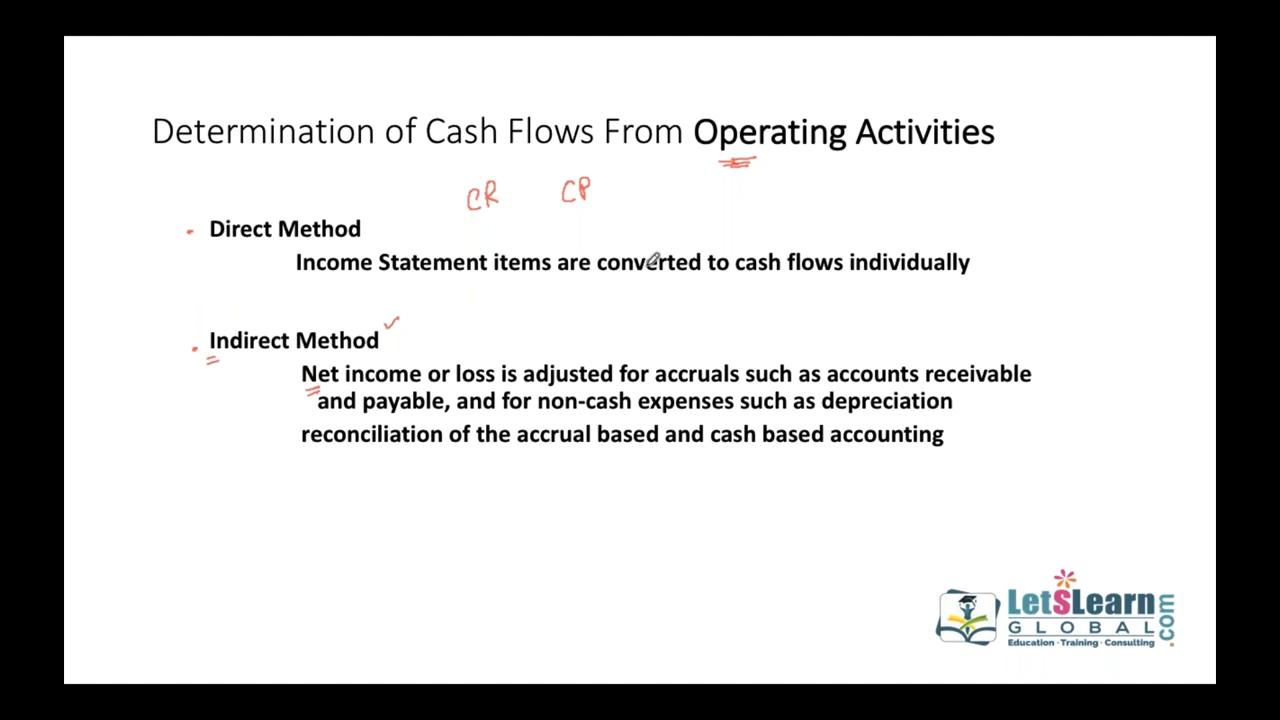 Determination of Cash Flows From Operating Activities
CR CP
Direct Method
Income Statement items are converted to cash flows individually
Indirect Method
Net income or loss is adjusted for accruals such as accounts receivable
and payable, and for non-cash expenses such as depreciation
reconciliation of the accrual based and cash based accounting
LetSLearn
GLOBAL
.com
Education · Training · Consulting